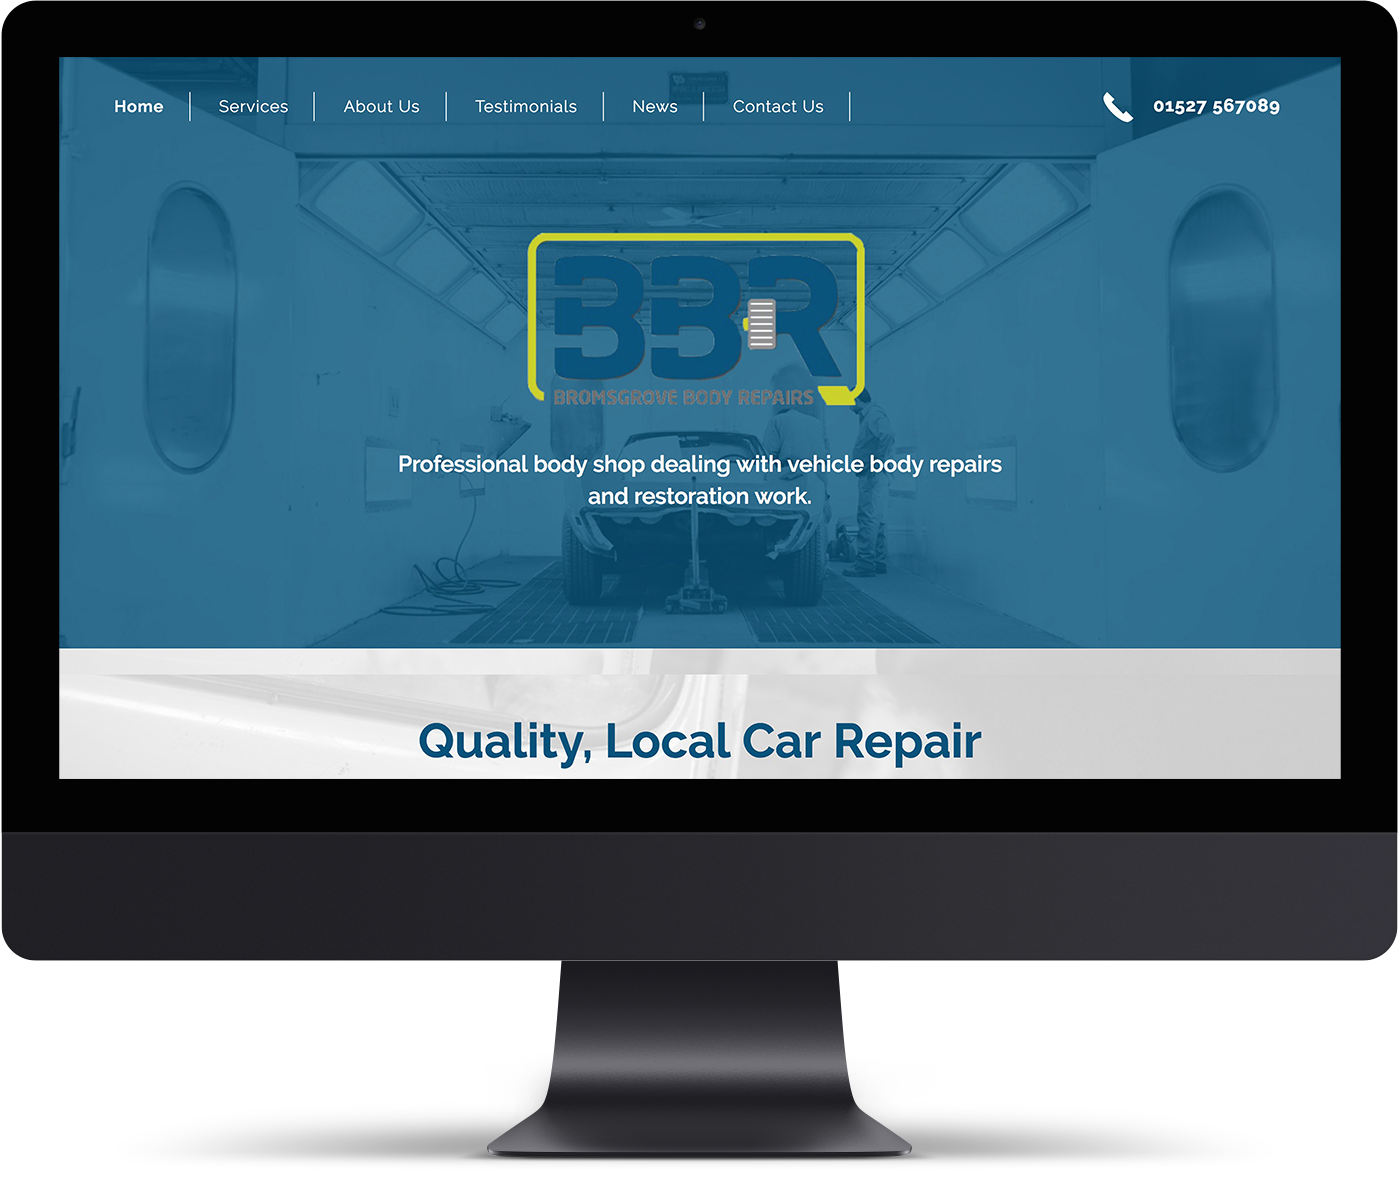 Home
Services
About Us
Testimonials
News
Contact Us
01527 567089
BBR
BROMSGROVE BODY REPAIRS
Professional body shop dealing with vehicle body repairs
and restoration work.
Quality, Local Car Repair